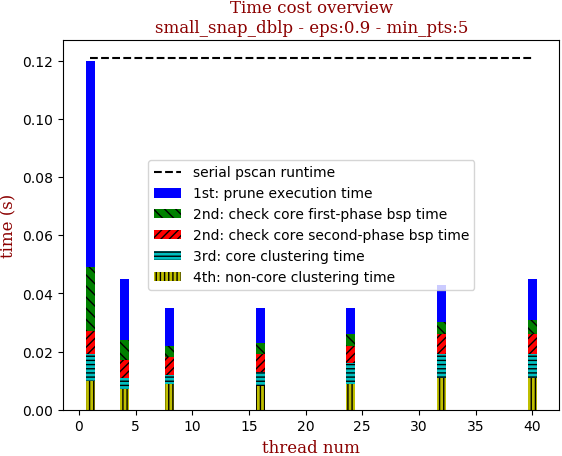 Time cost overview
small_snap_dblp - eps:0.9 - min_pts:5
time (s)
0.12
0.10
0.08
0.06
0.04
0.02
0.00
serial pscan runtime
1st: prune execution time
2nd: check core first-phase bsp time
2nd: check core second-phase bsp time
3rd: core clustering time
4th: non-core clustering time
0 5 10 15 20 25 30 35 40
thread num